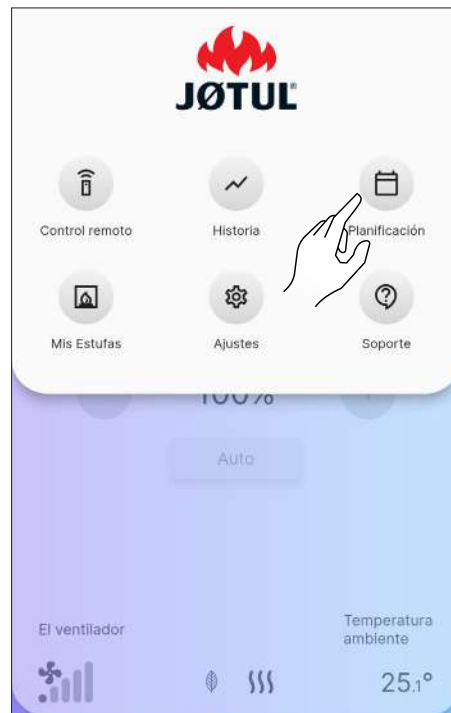 JØTUL
Control remoto
Historia
Planificación
Mis Estufas
Ajustes
Soporte
100%
Auto
El ventilador
Temperatura
ambiente
25.1°